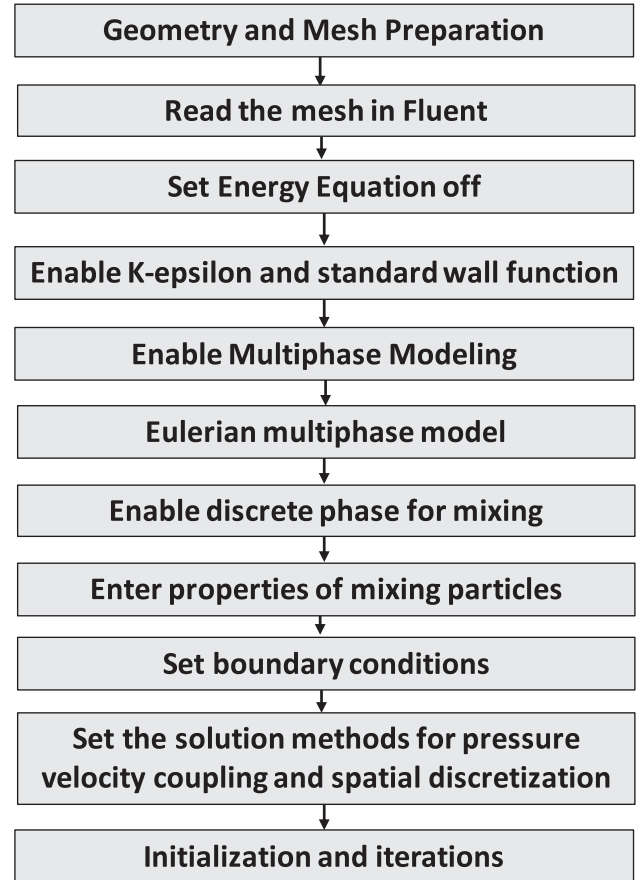 Geometry and Mesh Preparation
Read the mesh in Fluent
Set Energy Equation off
Enable K-epsilon and standard wall function
Enable Multiphase Modeling
Eulerian multiphase model
Enable discrete phase for mixing
Enter properties of mixing particles
Set boundary conditions
Set the solution methods for pressure
velocity coupling and spatial discretization
Initialization and iterations